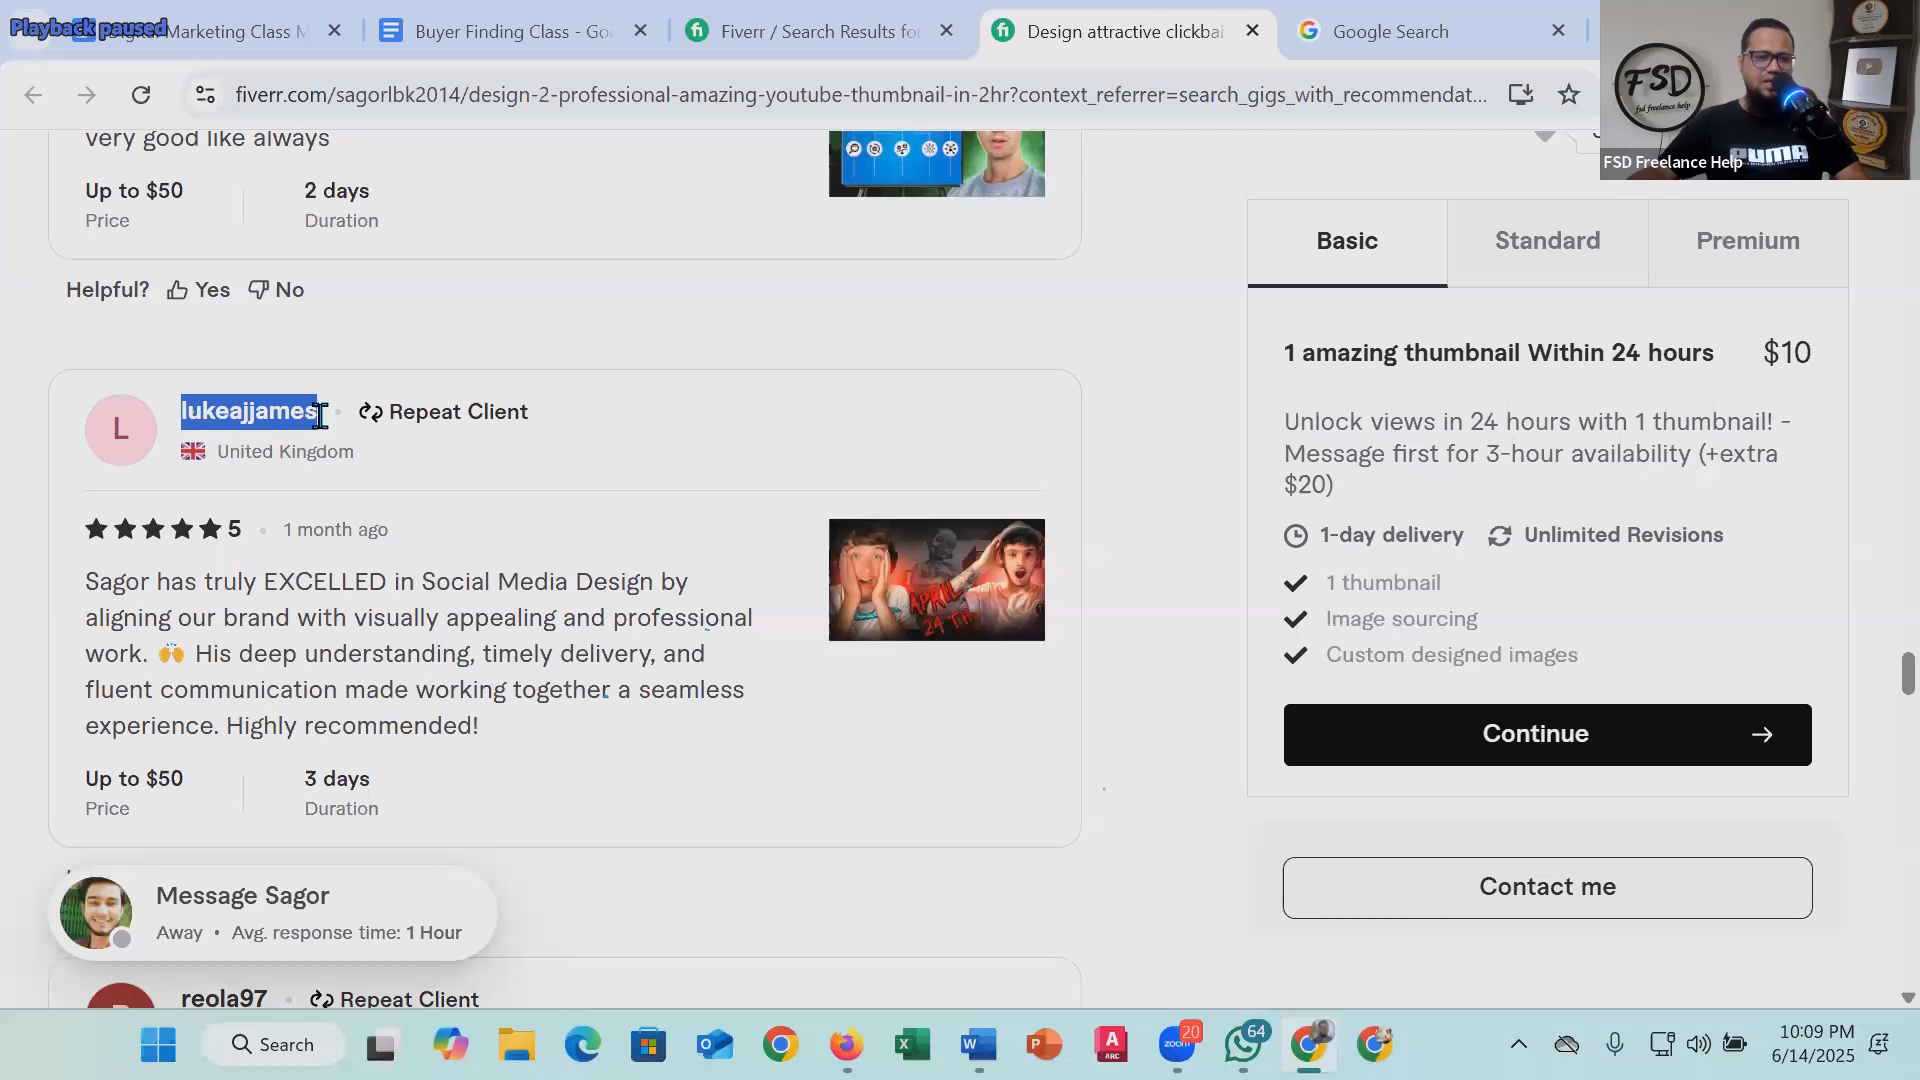 Playback paused
Digital Marketing Class M
Buyer Finding Class - Goo
Fiverr / Search Results fo
Design attractive clickbai
Google Search
fiverr.com/sagorlbk2014/design-2-professional-amazing-youtube-thumbnail-in-2hr?context_referrer=search_gigs_with_recommendat...
FSD
fsd freelance help
PUMA
FSD Freelance Help
very good like always
Up to $50
2 days
Price
Duration
Helpful?
Yes
No
lukeajjames
Repeat Client
United Kingdom
L
5
1 month ago
Sagor has truly EXCELLED in Social Media Design by
aligning our brand with visually appealing and professional
work. 🙌 His deep understanding, timely delivery, and
fluent communication made working together a seamless
experience. Highly recommended!
APRIL
24 TH
Up to $50
3 days
Price
Duration
Message Sagor
Away • Avg. response time: 1 Hour
reola97
Repeat Client
Basic
Standard
Premium
1 amazing thumbnail Within 24 hours
$10
Unlock views in 24 hours with 1 thumbnail! -
Message first for 3-hour availability (+extra
$20)
1-day delivery
Unlimited Revisions
1 thumbnail
Image sourcing
Custom designed images
Continue
Contact me
Search
A
ARC
zoom
20
64
10:09 PM
6/14/2025